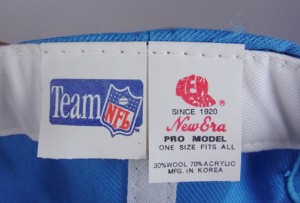 Team
NFL
NEW
ERA
SINCE 1920
New Era
PRO MODEL
ONE SIZE FITS ALL
30%WOOL 70%ACRYLIC
MFG. IN KOREA